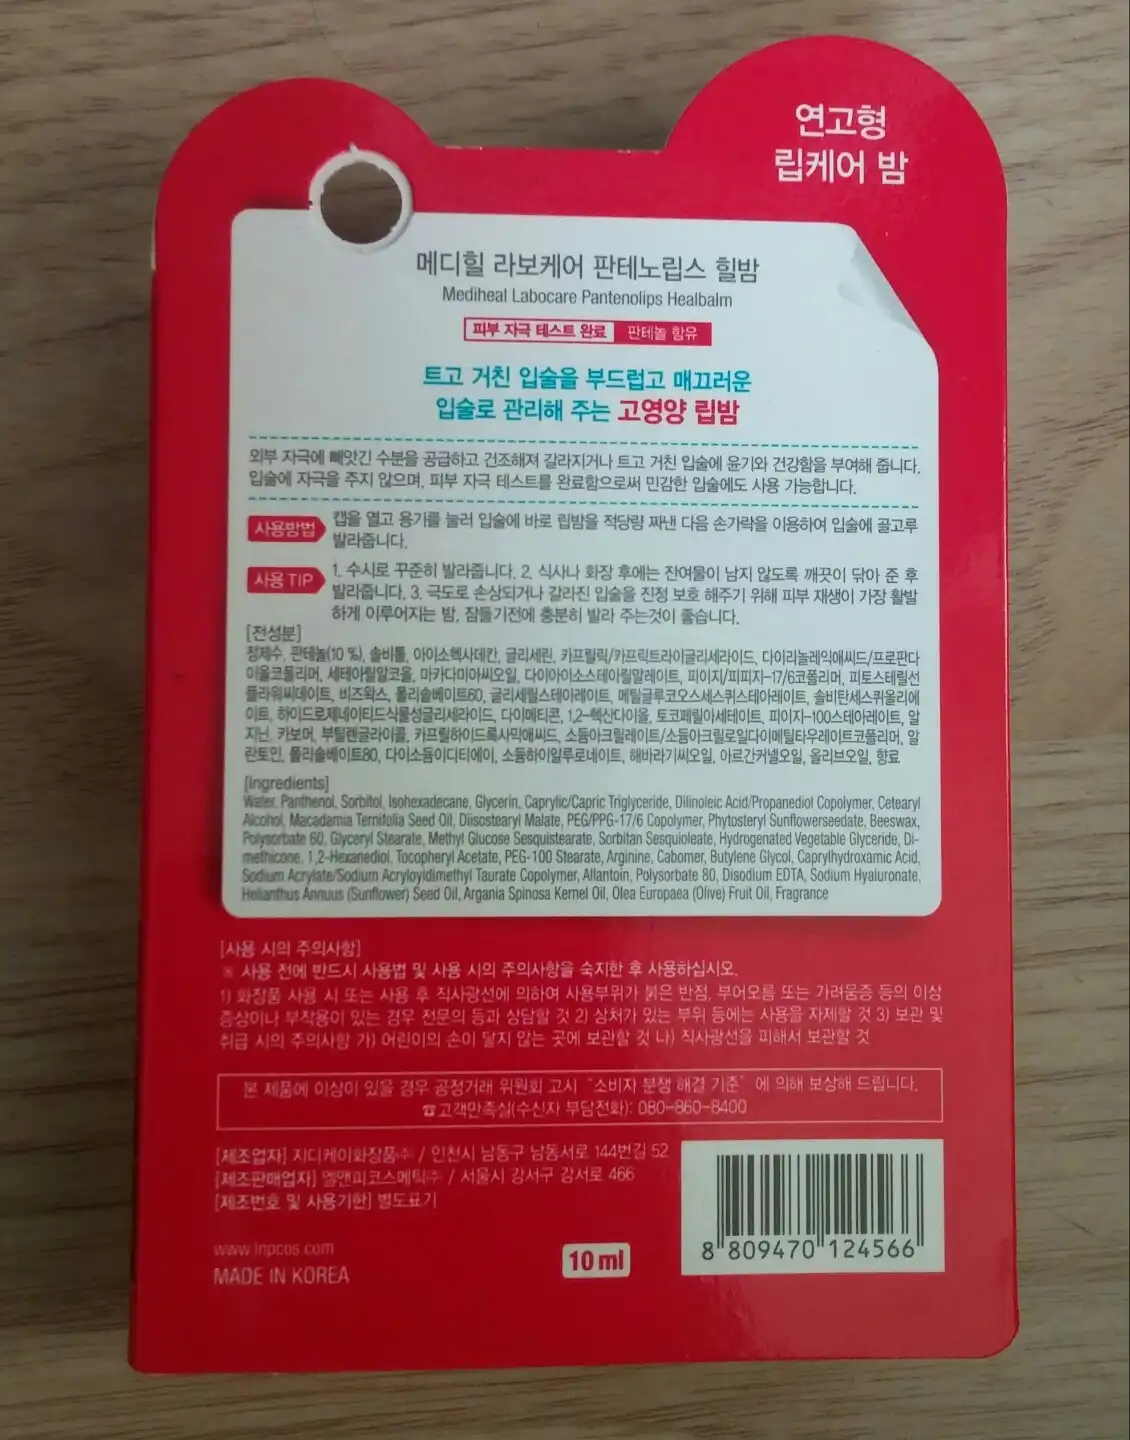 연고형
립케어 밤
메디힐 라보케어 판테노립스 힐밤
Mediheal Labocare Pantenolips Healbalm
피부 자극 테스트 완료 판테놀 함유
트고 거친 입술을 부드럽고 매끄러운
입술로 관리해 주는 고영양 립밤
외부 자극에 빼앗긴 수분을 공급하고 건조해져 갈라지거나 트고 거친 입술에 윤기와 건강함을 부여해 줍니다.
입술에 자극을 주지 않으며, 피부 자극 테스트를 완료함으로써 민감한 입술에도 사용 가능합니다.
사용방법 캡을 열고 용기를 눌러 입술에 바로 립밤을 적당량 짜낸 다음 손가락을 이용하여 입술에 골고루
발라줍니다.
사용 TIP 1. 수시로 꾸준히 발라줍니다. 2. 식사나 화장 후에는 잔여물이 남지 않도록 깨끗이 닦아 준 후
발라줍니다. 3. 극도로 손상되거나 갈라진 입술을 진정 보호 해주기 위해 피부 재생이 가장 활발
하게 이루어지는 밤, 잠들기전에 충분히 발라 주는것이 좋습니다.
[전성분]
정제수, 판테놀(10 %), 솔비톨, 아이소헥사데칸, 글리세린, 카프릴릭/카프릭트라이글리세라이드, 다이리놀레익애씨드/프로판다
이올코폴리머, 세테아릴알코올, 마카다미아씨오일, 다이아이소스테아릴말레이트, 피이지/피피지-17/6코폴리머, 피토스테릴선
플라워씨데이트, 비즈왁스, 폴리솔베이트60, 글리세릴스테아레이트, 메틸글루코오스세스퀴스테아레이트, 솔비탄세스퀴올리에
이트, 하이드로제네이티드식물성글리세라이드, 다이메티콘, 1,2-헥산다이올, 토코페릴아세테이트, 피이지-100스테아레이트, 알
지닌, 카보머, 부틸렌글라이콜, 카프릴하이드록사믹애씨드, 소듐아크릴레이트/소듐아크릴로일다이메틸타우레이트코폴리머, 알
란토인, 폴리솔베이트80, 다이소듐이디티에이, 소듐하이알루로네이트, 해바라기씨오일, 아르간커넬오일, 올리브오일, 향료
[Ingredients]
Water, Panthenol, Sorbitol, Isohexadecane, Glycerin, Caprylic/Capric Triglyceride, Dilinoleic Acid/Propanediol Copolymer, Cetearyl
Alcohol, Macadamia Ternifolia Seed Oil, Diisostearyl Malate, PEG/PPG-17/6 Copolymer, Phytosteryl Sunflowerseedate, Beeswax,
Polysorbate 60, Glyceryl Stearate, Methyl Glucose Sesquistearate, Sorbitan Sesquioleate, Hydrogenated Vegetable Glyceride, Di-
methicone, 1,2-Hexanediol, Tocopheryl Acetate, PEG-100 Stearate, Arginine, Cabomer, Butylene Glycol, Caprylhydroxamic Acid,
Sodium Acrylate/Sodium Acryloyldimethyl Taurate Copolymer, Allantoin, Polysorbate 80, Disodium EDTA, Sodium Hyaluronate,
Helianthus Annuus (Sunflower) Seed Oil, Argania Spinosa Kernel Oil, Olea Europaea (Olive) Fruit Oil, Fragrance
[사용 시의 주의사항]
※ 사용 전에 반드시 사용법 및 사용 시의 주의사항을 숙지한 후 사용하십시오.
1) 화장품 사용 시 또는 사용 후 직사광선에 의하여 사용부위가 붉은 반점, 부어오름 또는 가려움증 등의 이상
증상이나 부작용이 있는 경우 전문의 등과 상담할 것 2) 상처가 있는 부위 등에는 사용을 자제할 것 3) 보관 및
취급 시의 주의사항 가) 어린이의 손이 닿지 않는 곳에 보관할 것 나) 직사광선을 피해서 보관할 것
본 제품에 이상이 있을 경우 공정거래 위원회 고시 "소비자 분쟁 해결 기준" 에 의해 보상해 드립니다.
☎고객만족실(수신자 부담전화): 080-860-8400
[제조업자] 지디케이화장품㈜ / 인천시 남동구 남동서로 144번길 52
[제조판매업자] 엘앤피코스메틱㈜ / 서울시 강서구 강서로 466
[제조번호 및 사용기한] 별도표기
www.lnpcos.com
MADE IN KOREA
10 ml
8 809470 124566